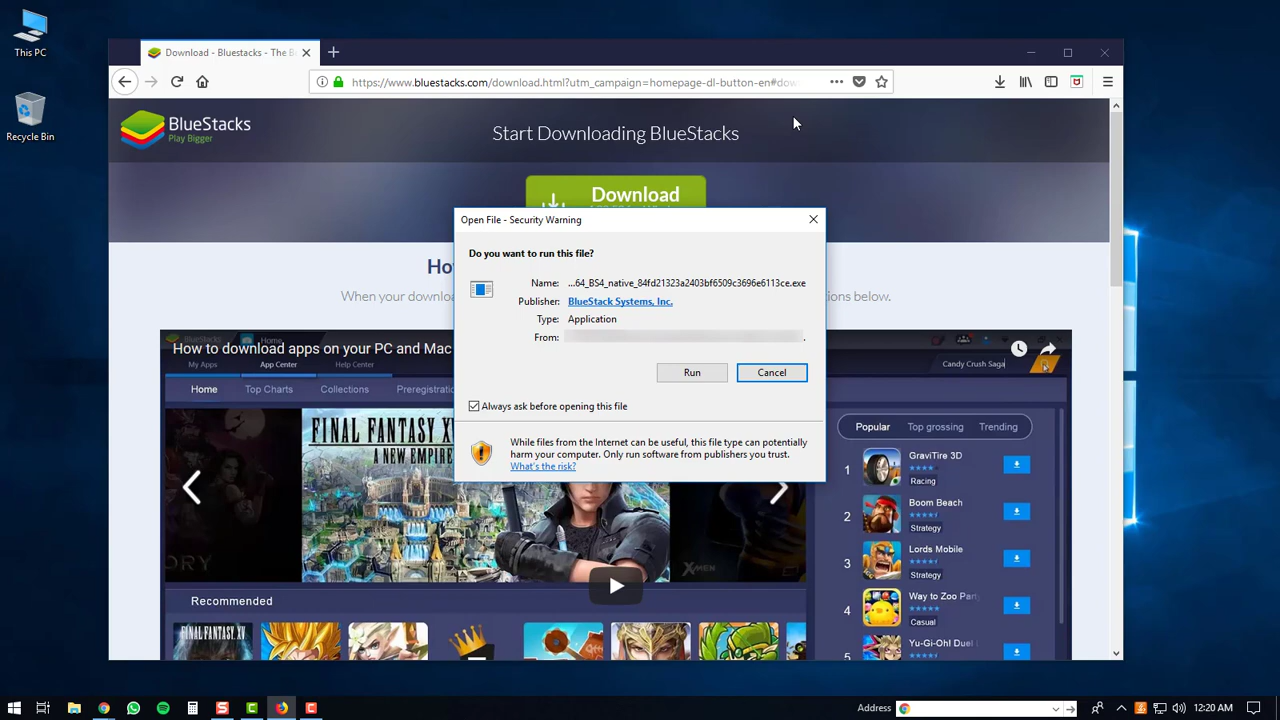 This PC
Recycle Bin
Download - Bluestacks - The B
https://www.bluestacks.com/download.html?utm_campaign=homepage-dl-button-en#dow
BlueStacks
Play Bigger
Start Downloading BlueStacks
Download
Open File - Security Warning
Do you want to run this file?
Name: ...64_BS4_native_84fd21323a2403bf6509c3696e6113ce.exe
Publisher: BlueStack Systems, Inc.
Type: Application
From:
Run
Cancel
Always ask before opening this file
While files from the Internet can be useful, this file type can potentially
harm your computer. Only run software from publishers you trust.
What's the risk?
Ho
When your downloa
ions below.
How to download apps on your PC and Mac
Home
My Apps
App Center
Help Center
Candy Crush Saga
Home
Top Charts
Collections
Preregistrati
FINAL FANTASY XV
A NEW EMPIRE
ORY
X-MEN
Popular
Top grossing
Trending
1
GraviTire 3D
Racing
2
Boom Beach
Strategy
3
Lords Mobile
Strategy
4
Way to Zoo Part
Casual
5
Yu-Gi-Oh! Duel
Recommended
FINAL FANTASY XV
Address
12:20 AM